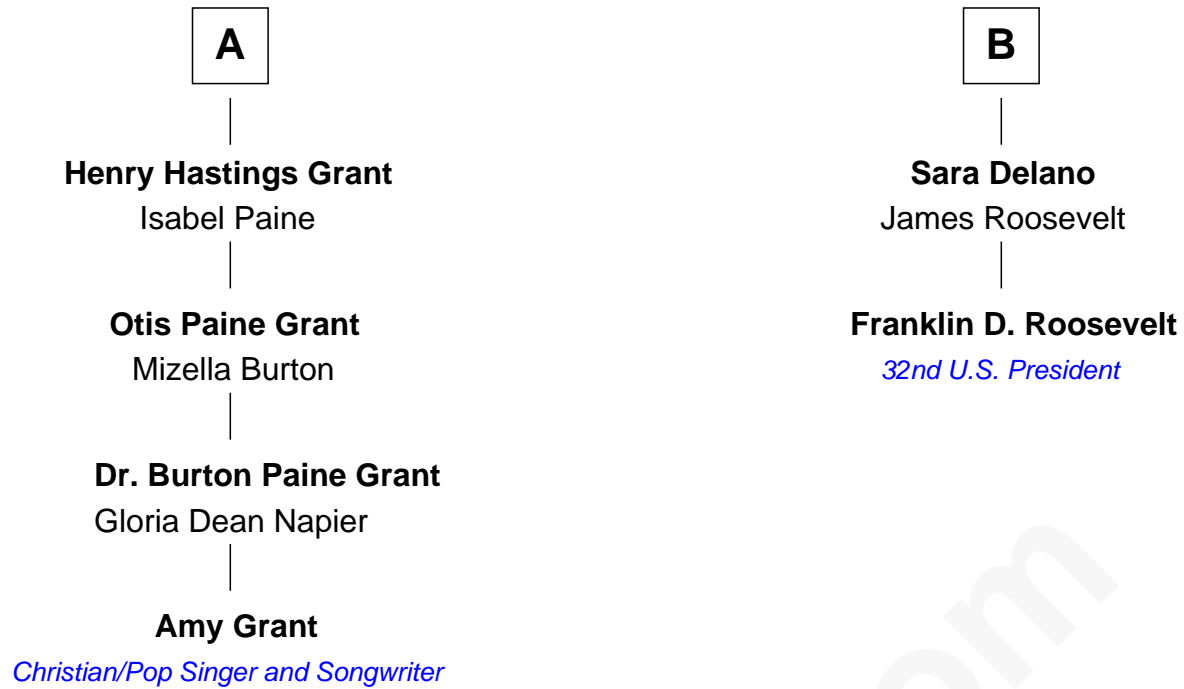 A
Henry Hastings Grant
Isabel Paine
Otis Paine Grant
Mizella Burton
Dr. Burton Paine Grant
Gloria Dean Napier
Amy Grant
Christian/Pop Singer and Songwriter
B
Sara Delano
James Roosevelt
Franklin D. Roosevelt
32nd U.S. President
om